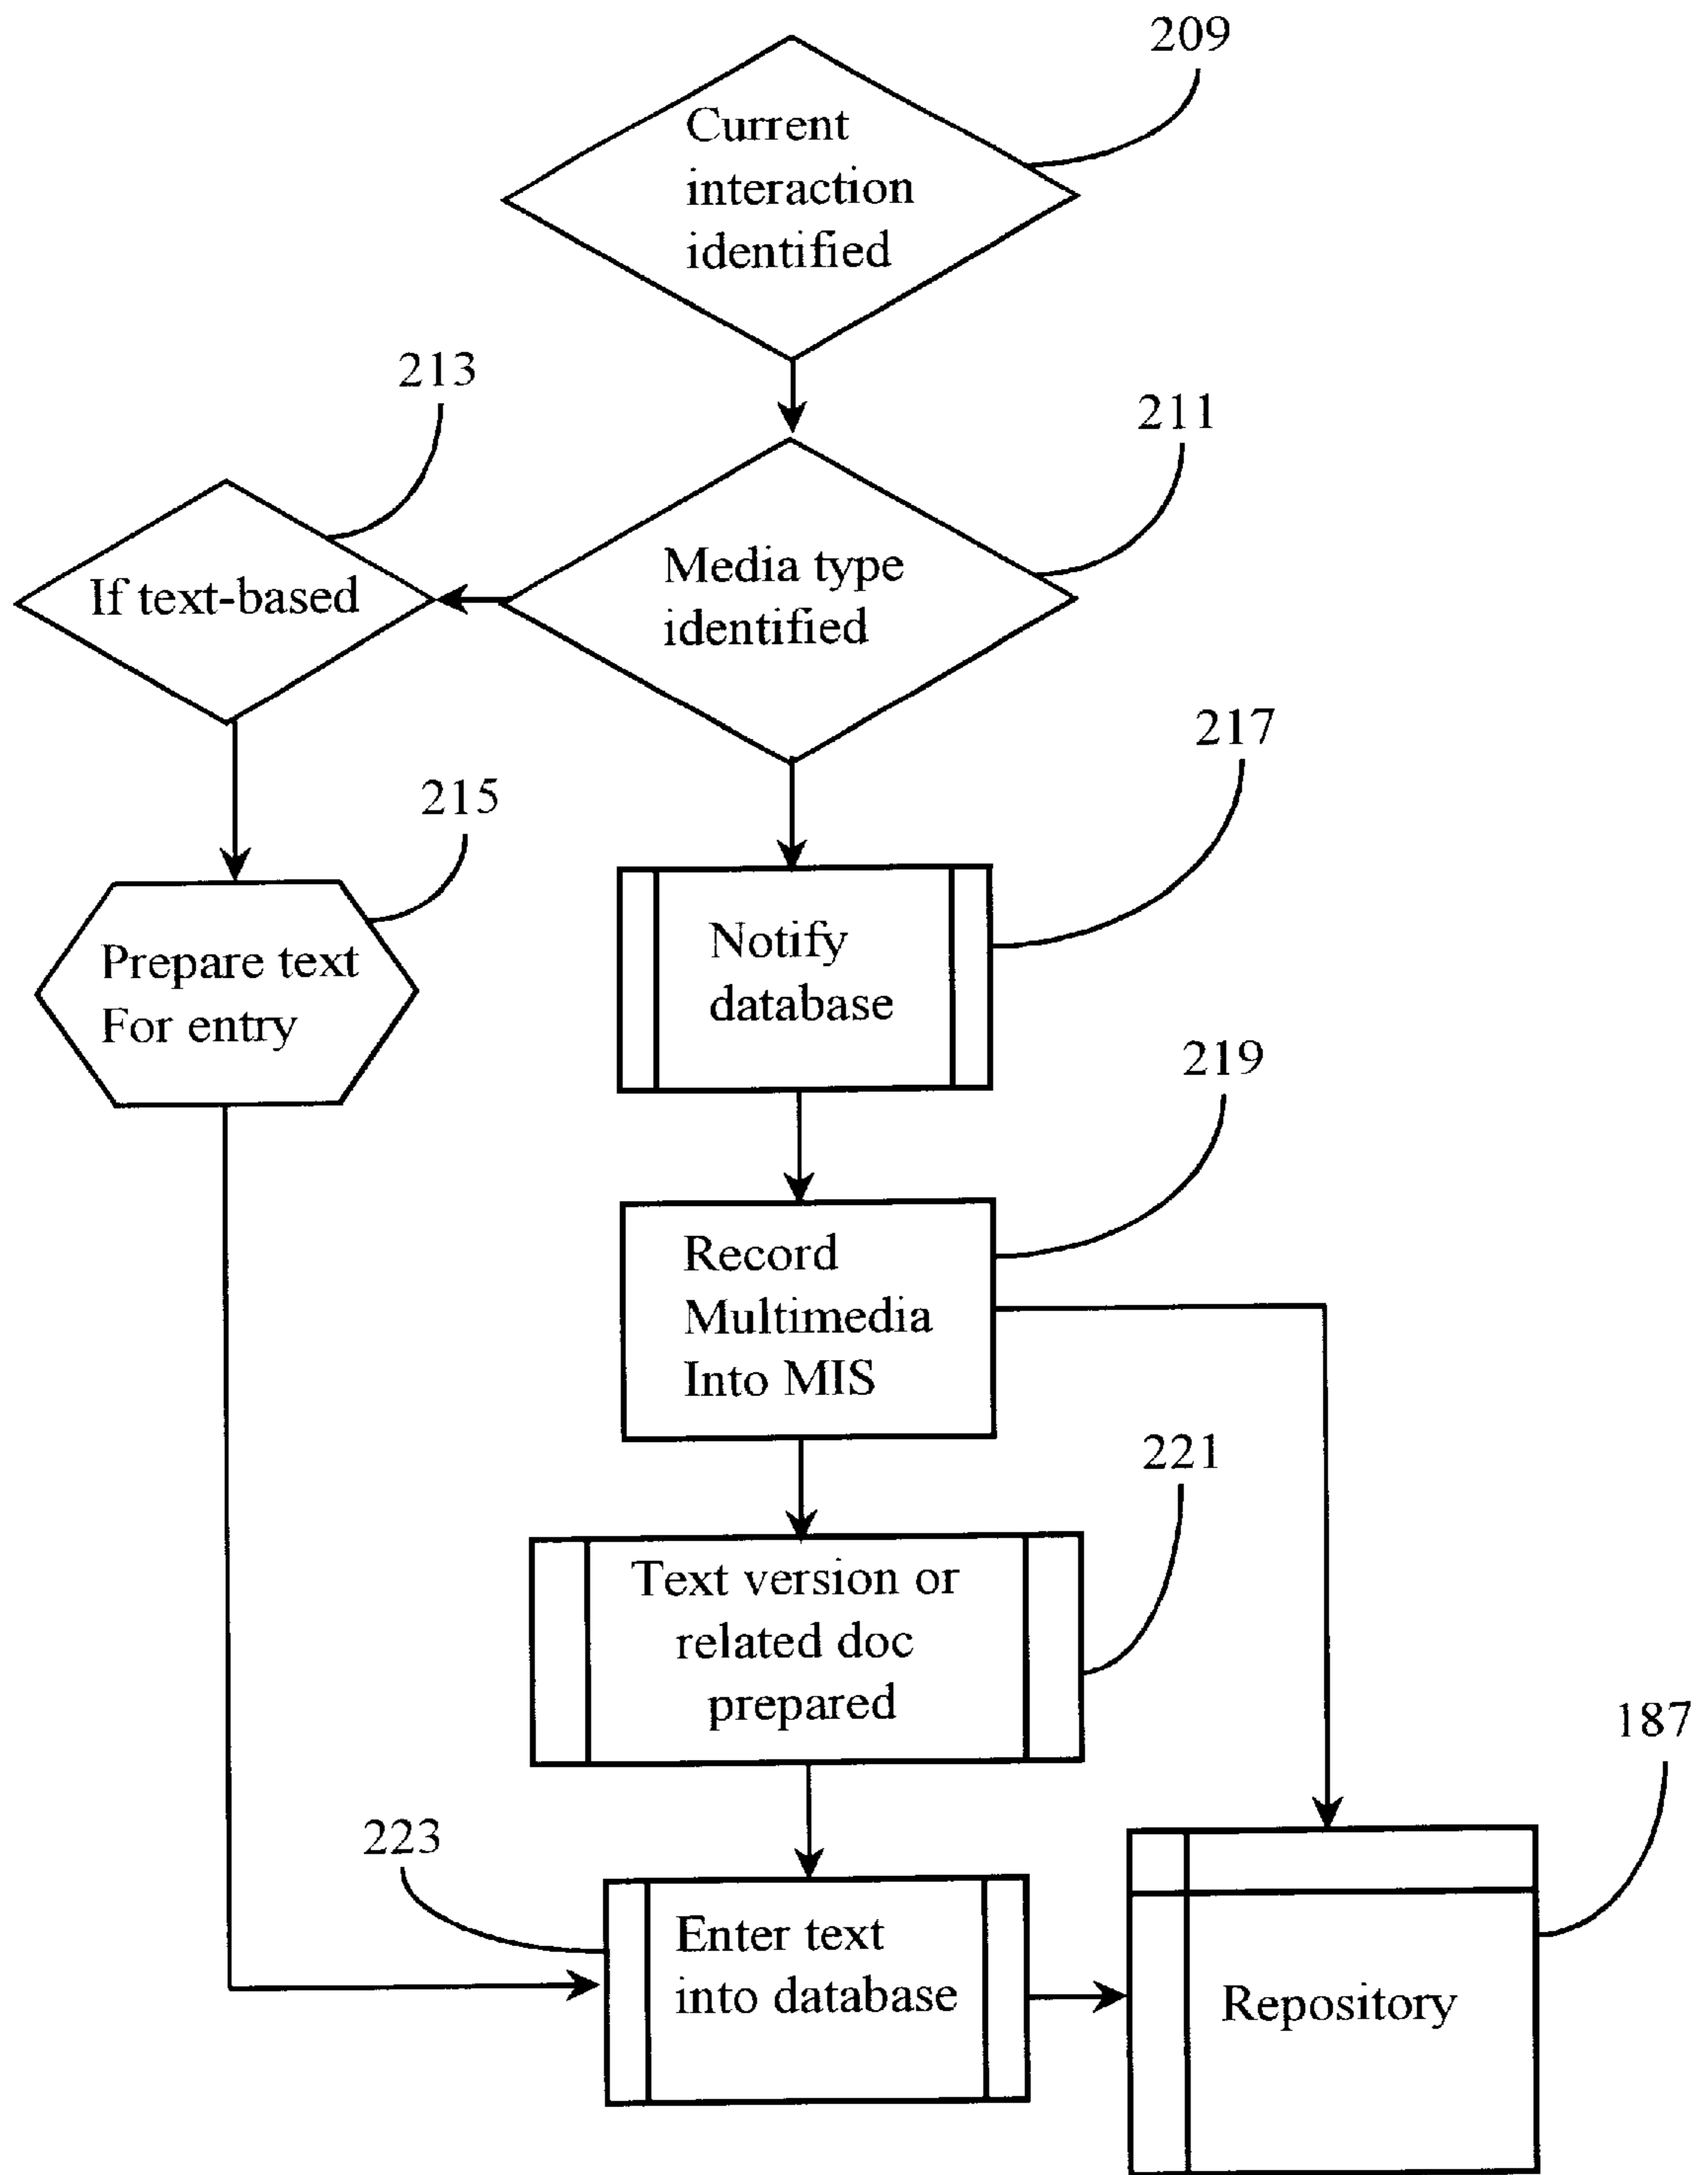 209
Current
interaction
identified
213
211
If text-based
Media type
identified
217
215
Prepare text
For entry
Notify
database
219
Record
Multimedia
Into MIS
221
Text version or
related doc
prepared
187
223
Enter text
into database
Repository